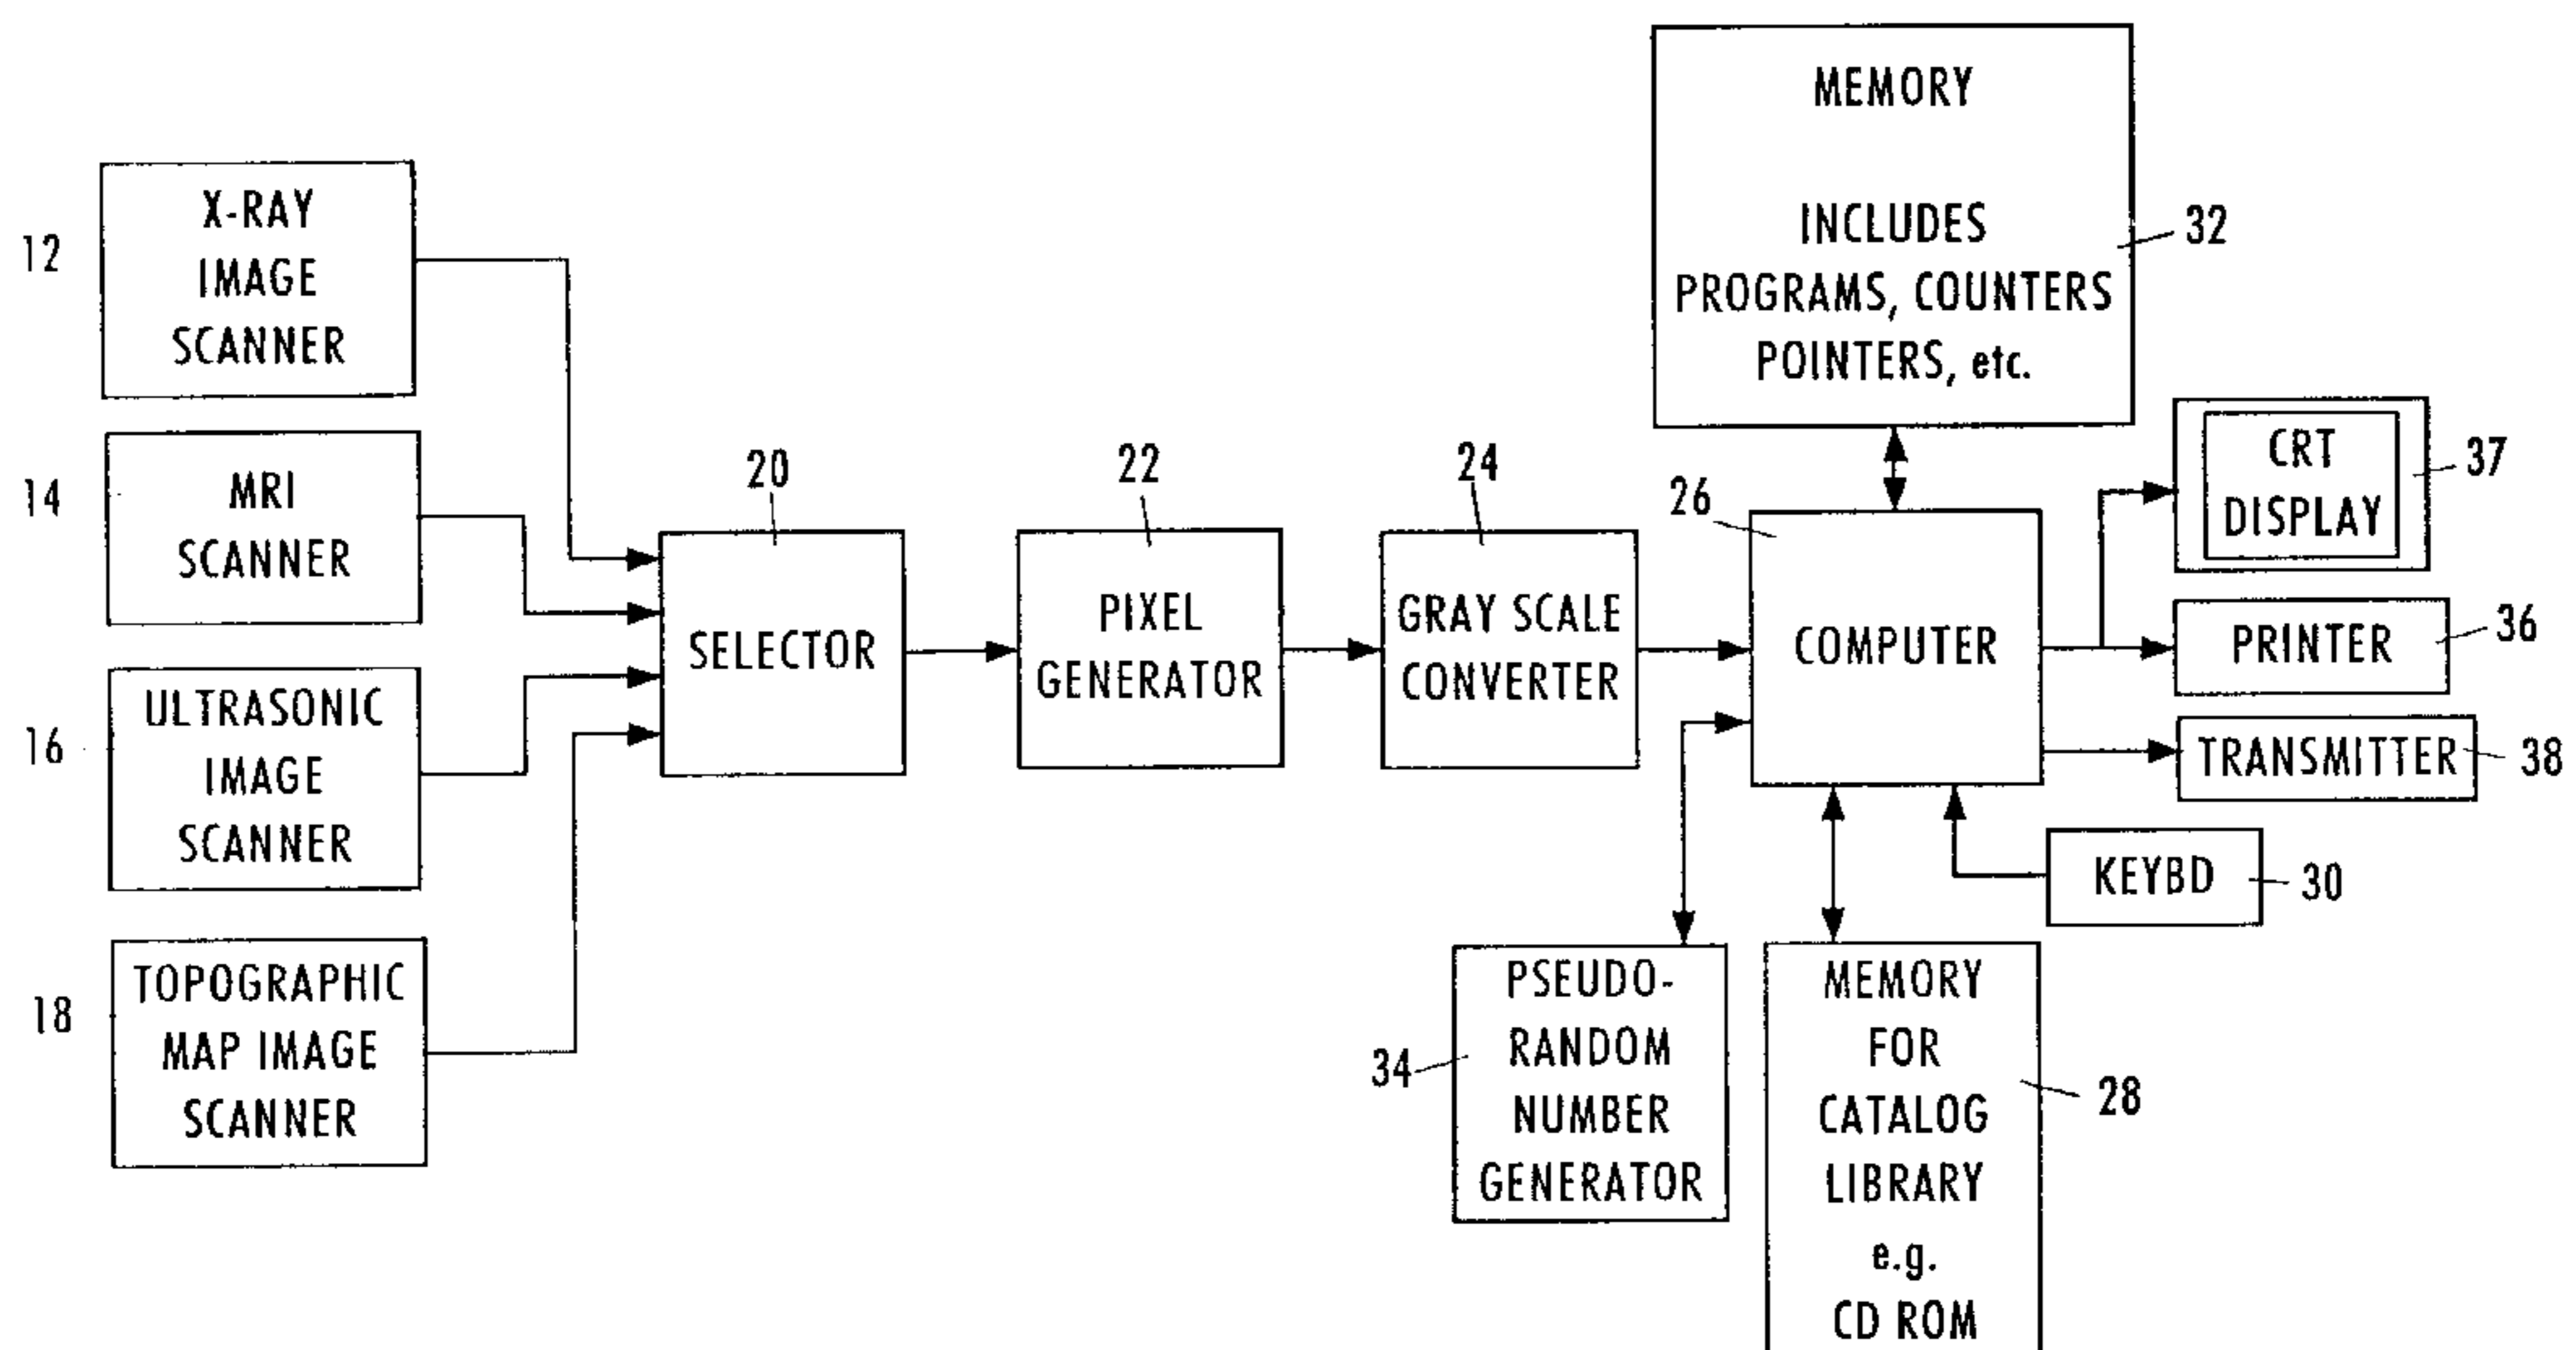 12
X-RAY
IMAGE
SCANNER
14
MRI
SCANNER
16
ULTRASONIC
IMAGE
SCANNER
18
TOPOGRAPHIC
MAP IMAGE
SCANNER
20
SELECTOR
22
PIXEL
GENERATOR
24
GRAY SCALE
CONVERTER
26
COMPUTER
MEMORY
INCLUDES
PROGRAMS, COUNTERS
POINTERS, etc.
32
CRT
DISPLAY
37
PRINTER
36
TRANSMITTER
38
KEYBD
30
34
PSEUDO-
RANDOM
NUMBER
GENERATOR
MEMORY
FOR
CATALOG
LIBRARY
e.g.
CD ROM
28